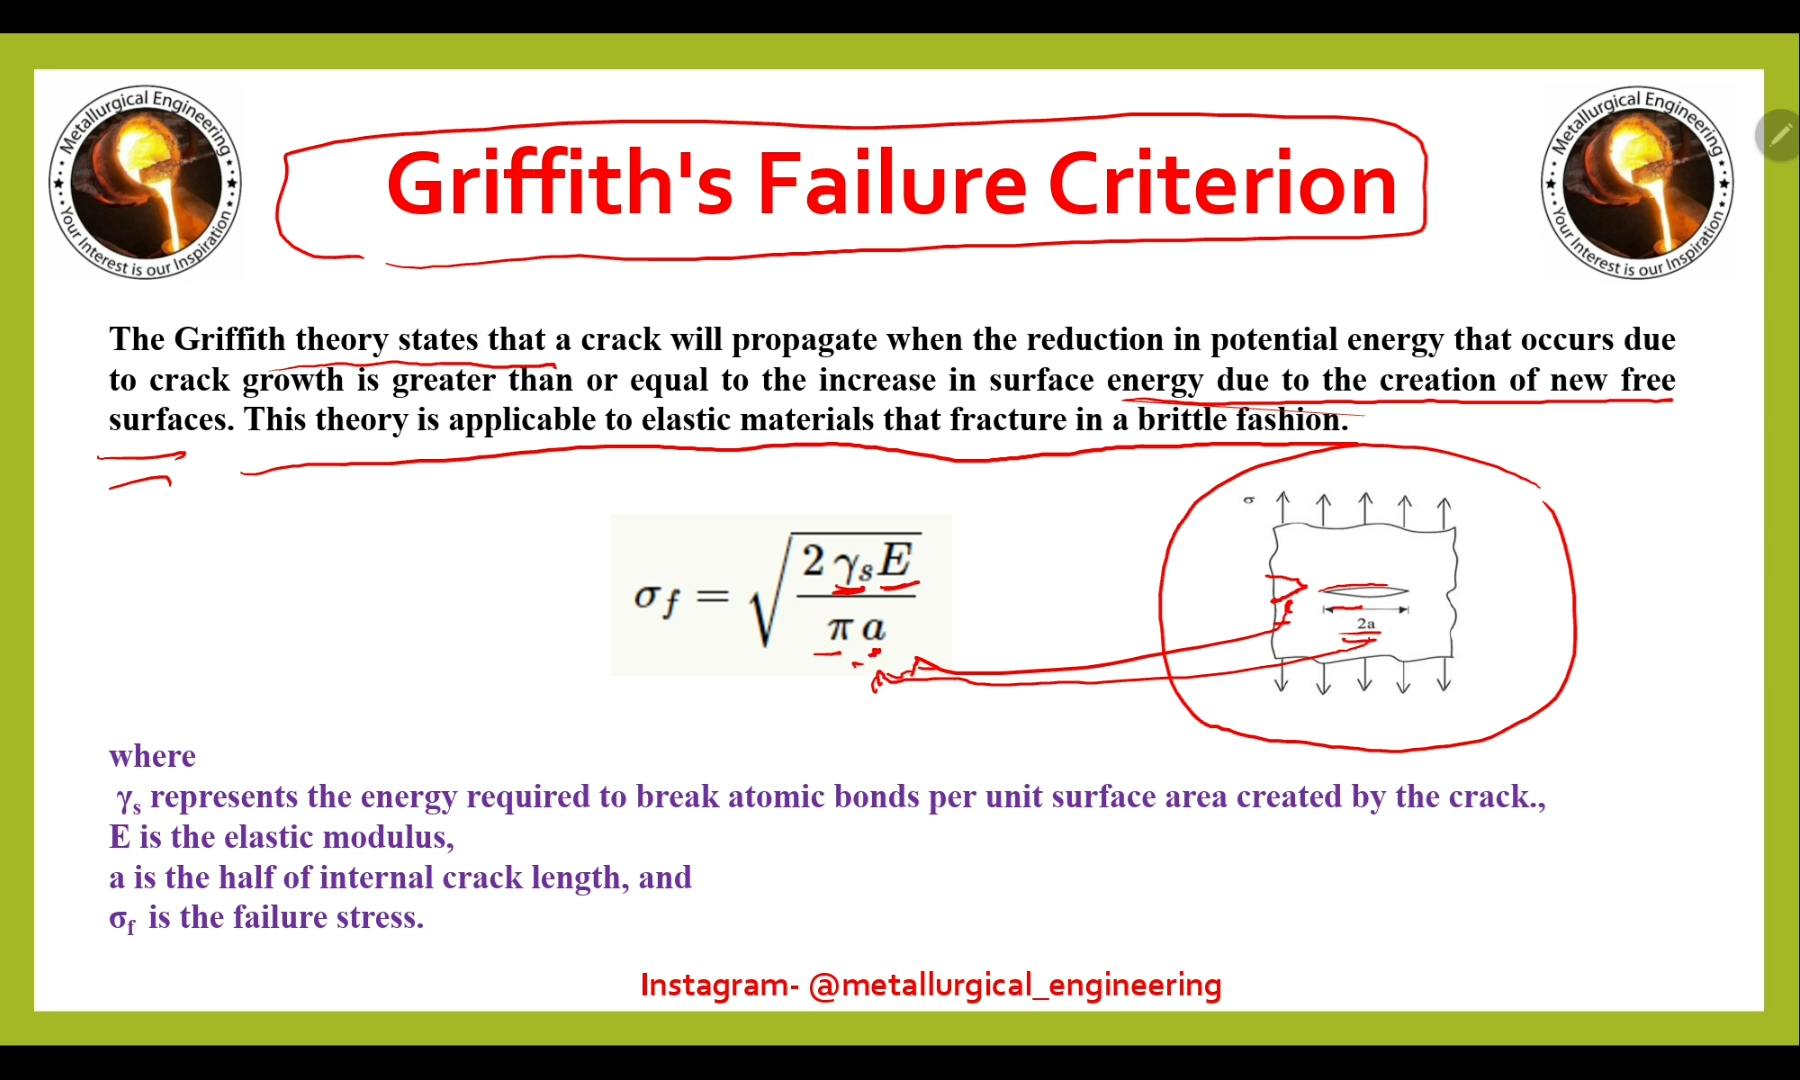 Metallurgical Engineering
Your Interest is our Inspiration
Griffith's Failure Criterion
Metallurgical Engineering
Your Interest is our Inspiration
The Griffith theory states that a crack will propagate when the reduction in potential energy that occurs due
to crack growth is greater than or equal to the increase in surface energy due to the creation of new free
surfaces. This theory is applicable to elastic materials that fracture in a brittle fashion.
σ
σf = √(2 γs E / π a)
2a
where
γs represents the energy required to break atomic bonds per unit surface area created by the crack.,
E is the elastic modulus,
a is the half of internal crack length, and
σf is the failure stress.
Instagram- @metallurgical_engineering